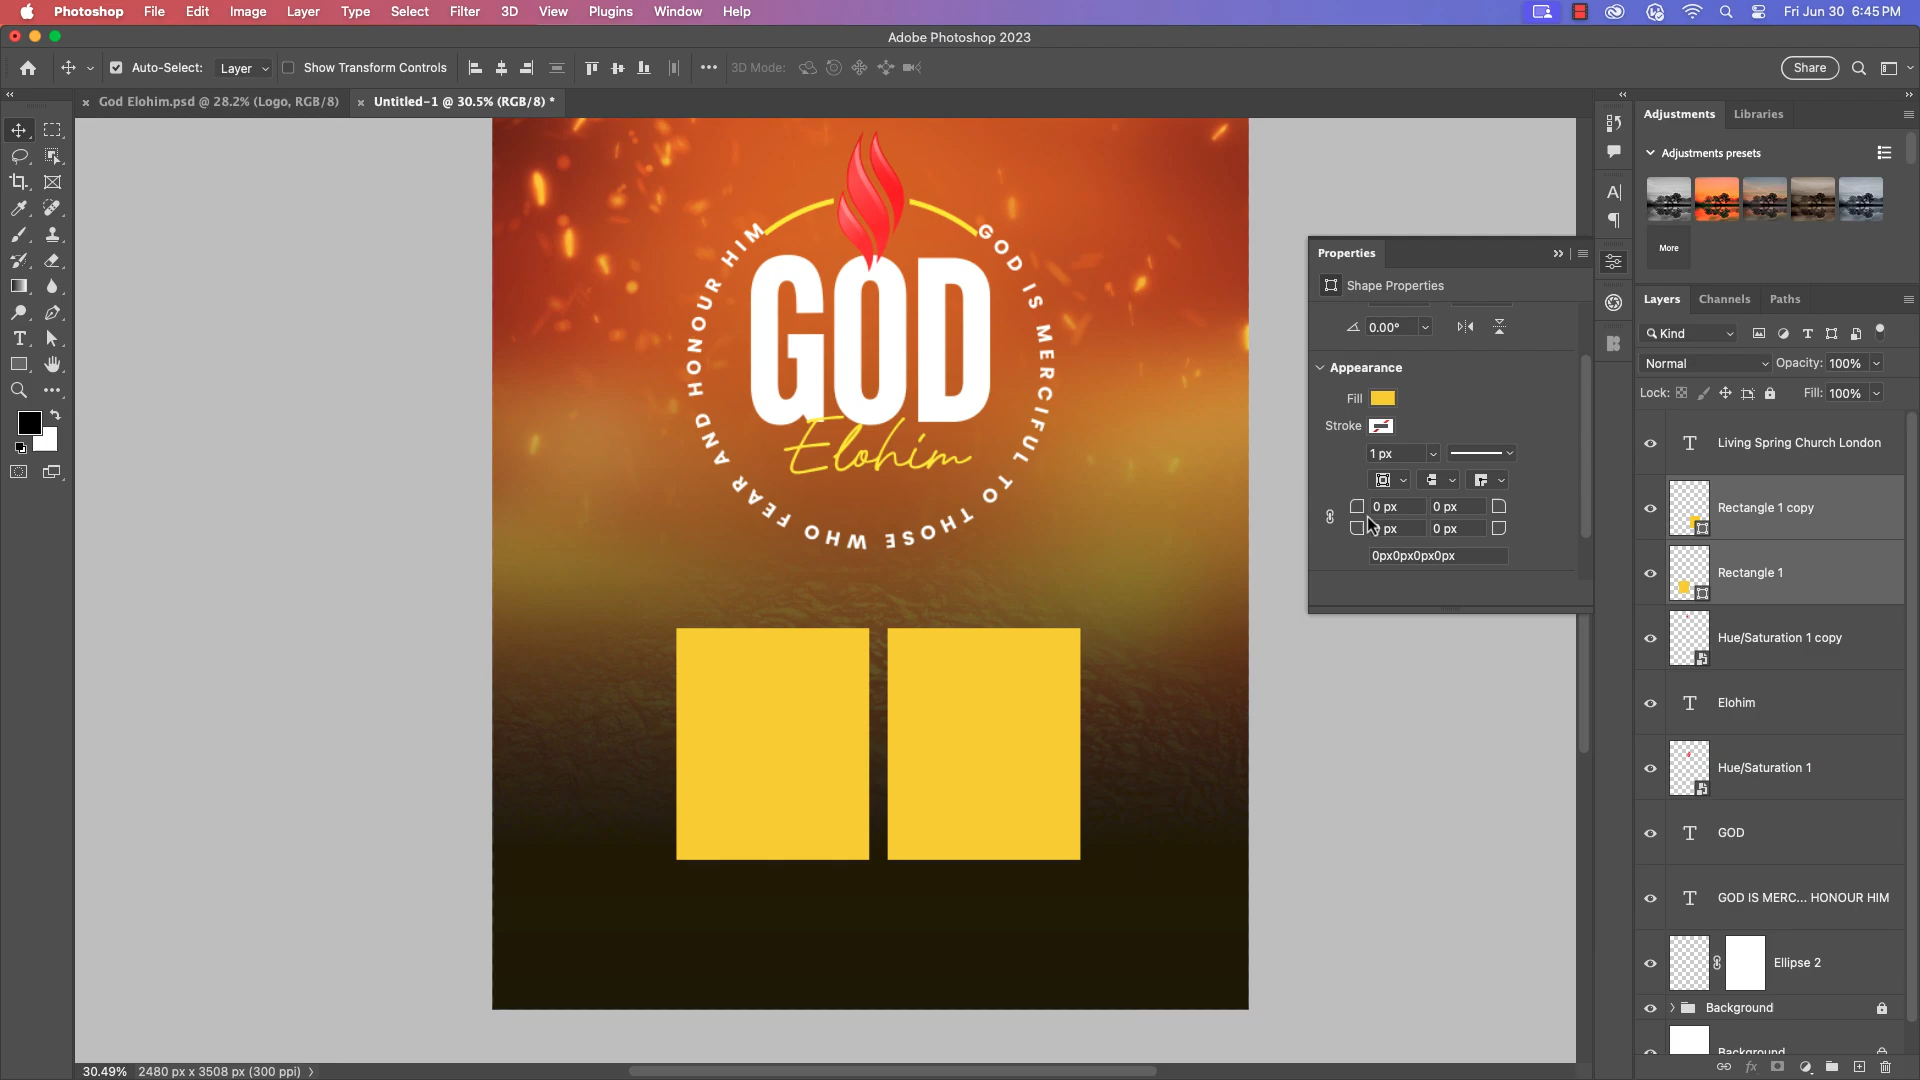 Photoshop File Edit Image Layer Type Select Filter 3D View Plugins Window Help Fri Jun 30 6:45 PM
Adobe Photoshop 2023
Auto-Select: Layer Show Transform Controls 3D Mode: Share
God Elohim.psd @ 28.2% (Logo, RGB/8) Untitled-1 @ 30.5% (RGB/8) *
Adjustments Libraries
Adjustments presets
More
GOD IS MERCIFUL TO THOSE WHO FEAR AND HONOUR HIM
GOD
Elohim
Properties
Shape Properties
0.00°
Appearance
Fill
Stroke
1 px
0 px 0 px
px 0 px
0px0px0px0px
Layers Channels Paths
Kind
Normal Opacity: 100%
Lock: Fill: 100%
T Living Spring Church London
Rectangle 1 copy
Rectangle 1
Hue/Saturation 1 copy
T Elohim
Hue/Saturation 1
T GOD
T GOD IS MERC... HONOUR HIM
Ellipse 2
Background
Background
fx
30.49% 2480 px x 3508 px (300 ppi)